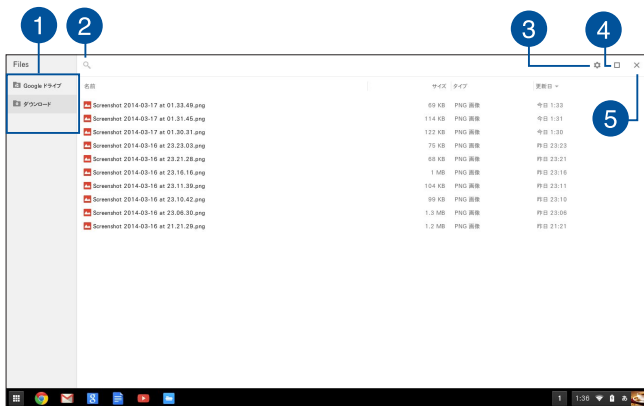 1 2 3 4
Files
Google ドライブ
ダウンロード
名前 サイズ タイプ 更新日
Screenshot 2014-03-17 at 01.33.49.png 69 KB PNG 画像 今日 1:33
Screenshot 2014-03-17 at 01.31.45.png 114 KB PNG 画像 今日 1:31
Screenshot 2014-03-17 at 01.30.31.png 122 KB PNG 画像 今日 1:30
Screenshot 2014-03-16 at 23.23.03.png 75 KB PNG 画像 昨日 23:23
Screenshot 2014-03-16 at 23.21.28.png 68 KB PNG 画像 昨日 23:21
Screenshot 2014-03-16 at 23.16.16.png 1 MB PNG 画像 昨日 23:16
Screenshot 2014-03-16 at 23.11.39.png 104 KB PNG 画像 昨日 23:11
Screenshot 2014-03-16 at 23.10.42.png 99 KB PNG 画像 昨日 23:10
Screenshot 2014-03-16 at 23.06.30.png 1.3 MB PNG 画像 昨日 23:06
Screenshot 2014-03-16 at 21.21.29.png 1.2 MB PNG 画像 昨日 21:21
5
8 1 1:36 あ